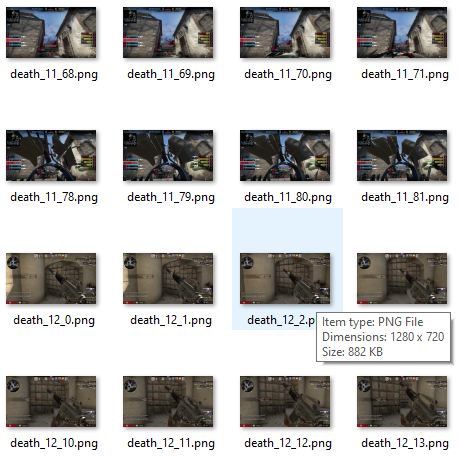 death_11_68.png
death_11_69.png
death_11_70.png
death_11_71.png
death_11_78.png
death_11_79.png
death_11_80.png
death_11_81.png
death_12_0.png
death_12_1.png
death_12_2.p
Item type: PNG File
Dimensions: 1280 x 720
Size: 882 KB
death_12_10.png
death_12_11.png
death_12_12.png
death_12_13.png